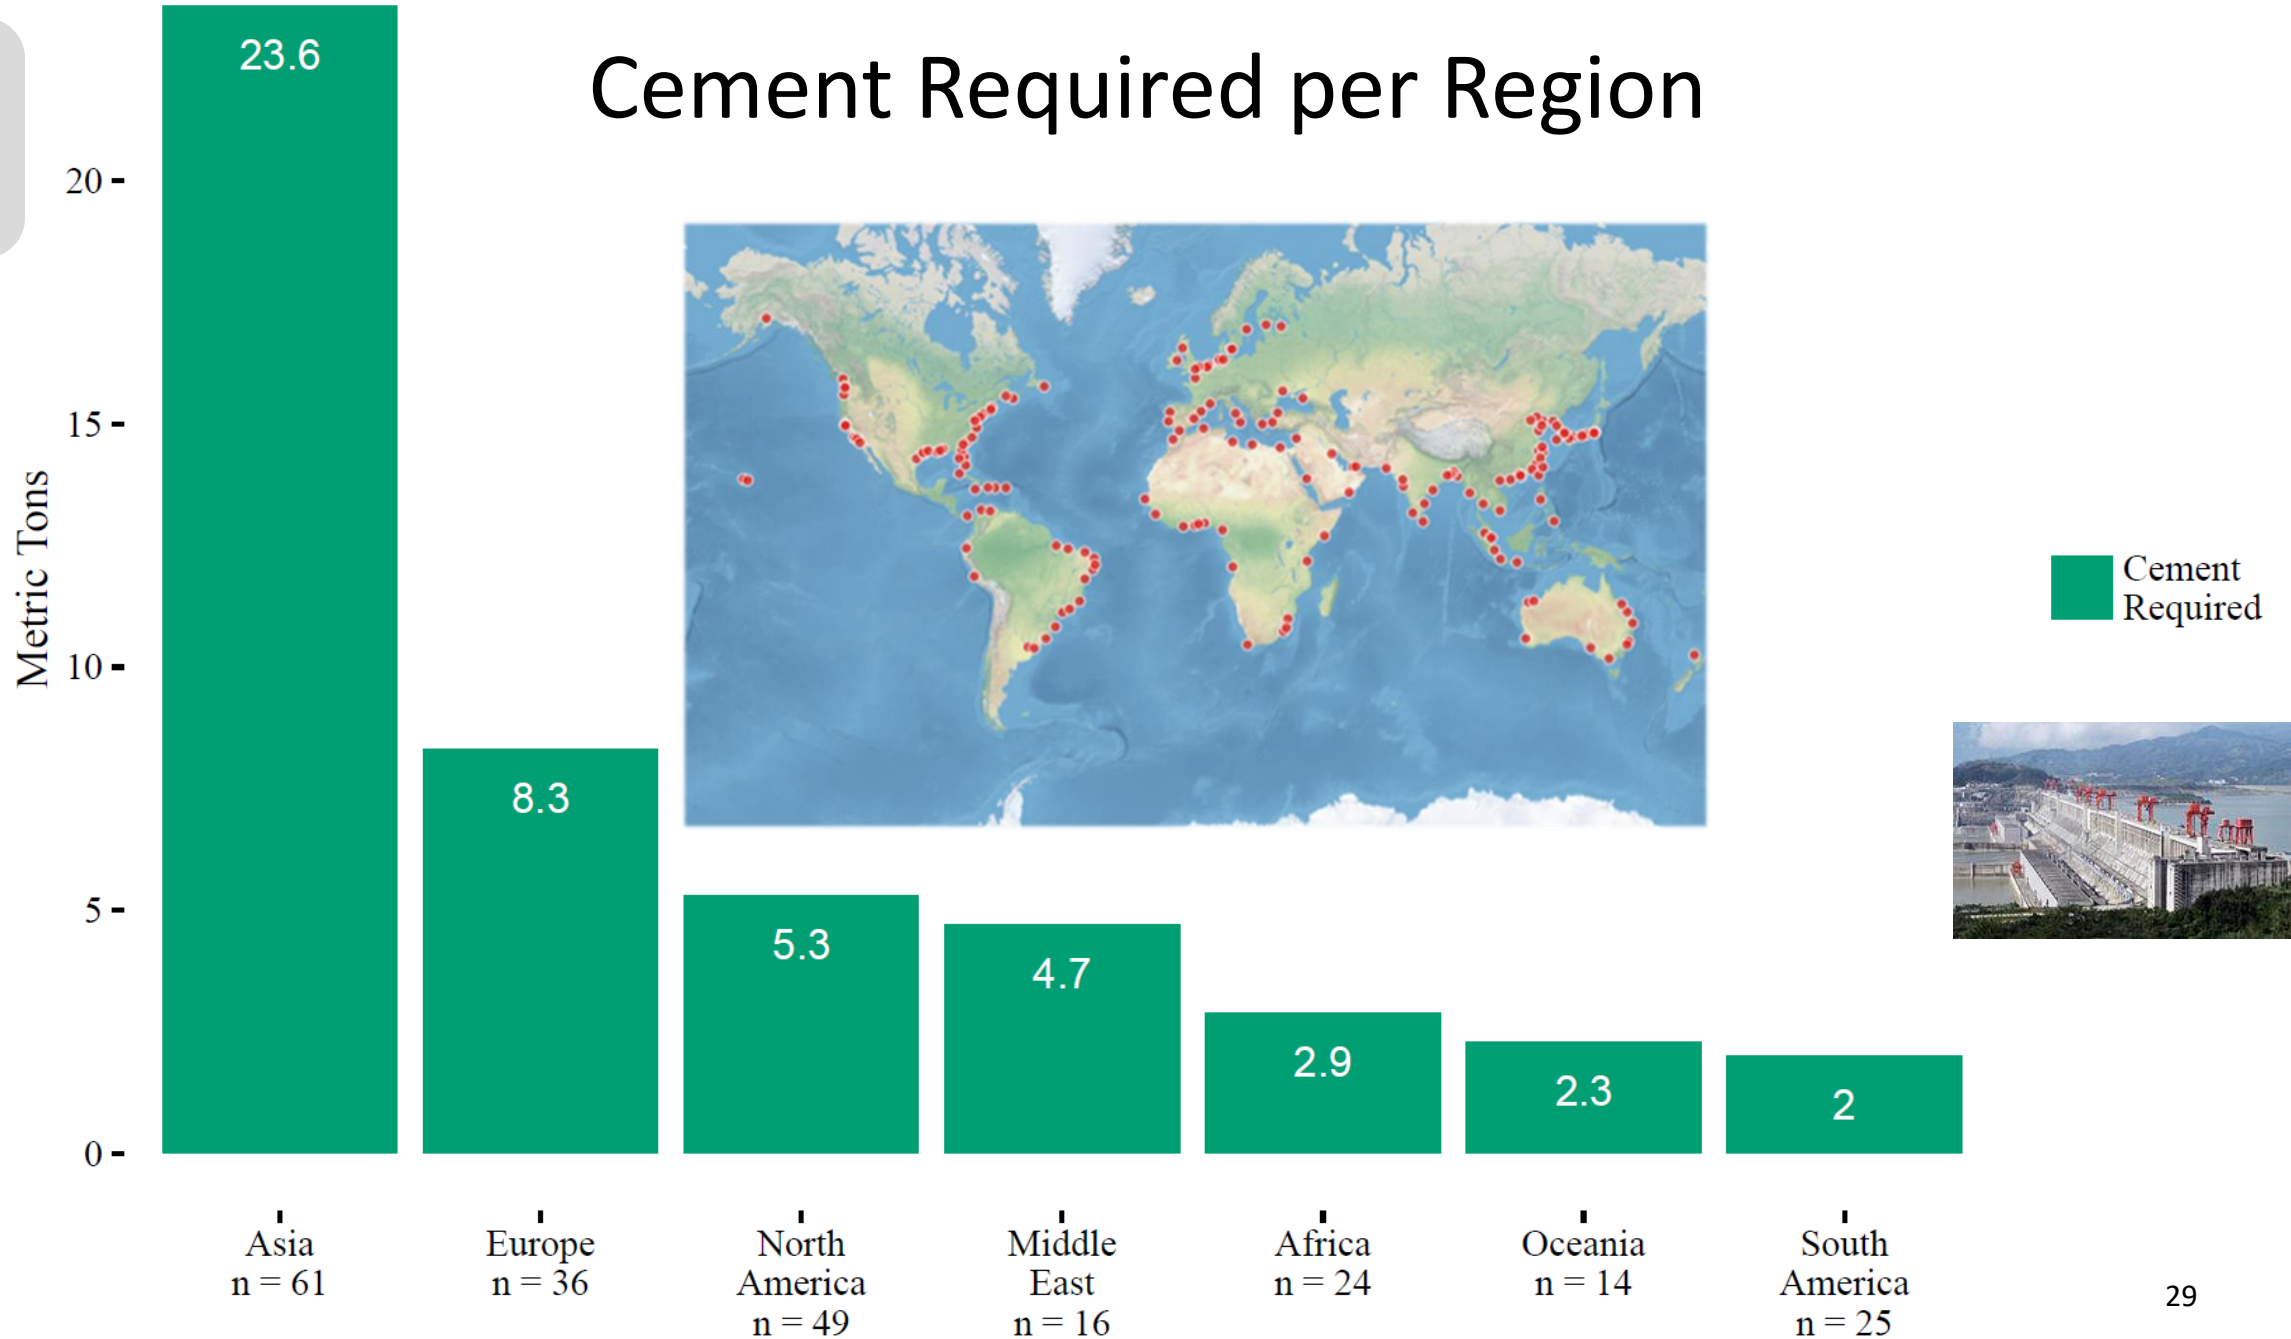 Cement Required per Region
Metric Tons
20
15
10
5
0
23.6
8.3
5.3
4.7
2.9
2.3
2
Asia
n = 61
Europe
n = 36
North
America
n = 49
Middle
East
n = 16
Africa
n = 24
Oceania
n = 14
South
America
n = 25
Cement
Required
29